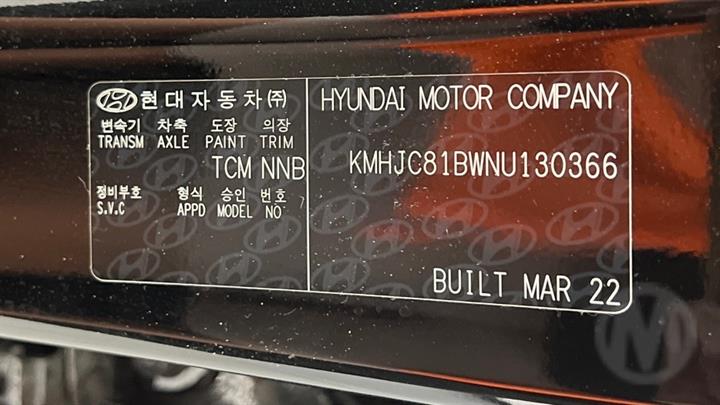 현대자동차(주)
변속기 차축 도장 의장
TRANSM AXLE PAINT TRIM
TCM NNB
정비부호 형식 승인 번호
S.V.C APPD MODEL NO
HYUNDAI MOTOR COMPANY
KMHJC81BWNU130366
BUILT MAR 22